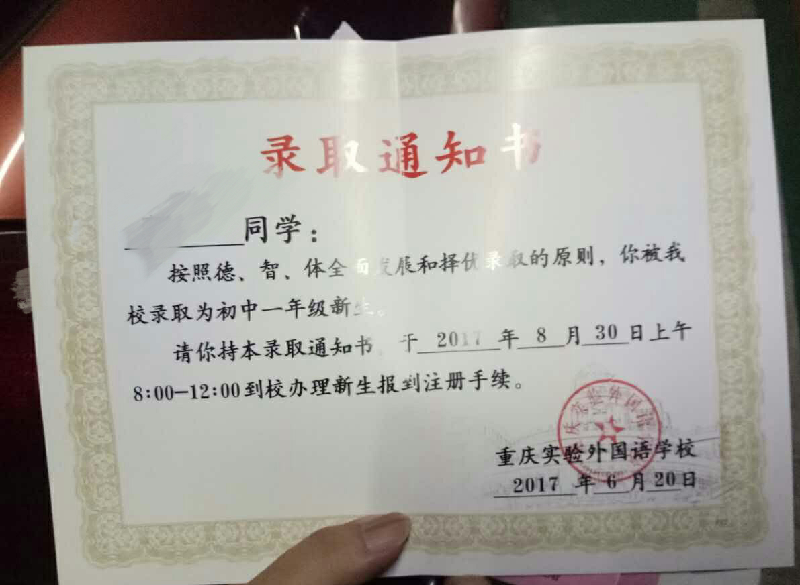 录取通知书
同学：
按照德、智、体全面发展和择优录取的原则，你被我
校录取为初中一年级新生。
请你持本录取通知书，于 2017 年 8 月 30 日上午
8:00-12:00到校办理新生报到注册手续。
重庆实验外国语学校
2017 年 6 月 20 日